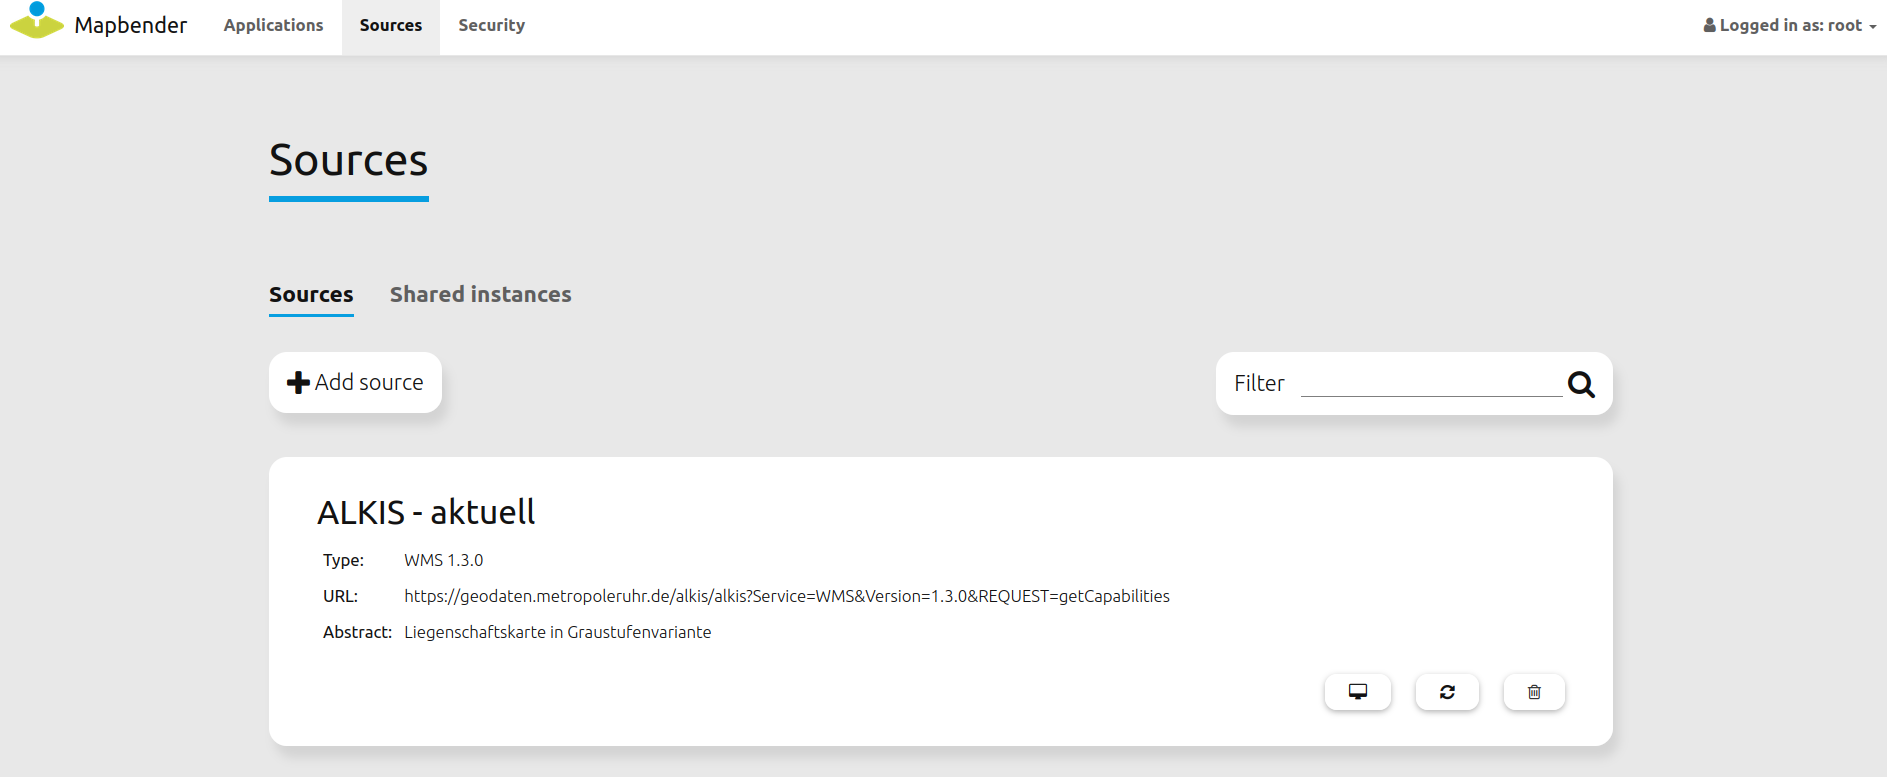 Mapbender Applications Sources Security Logged in as: root
Sources
Sources Shared instances
Add source Filter
ALKIS - aktuell
Type: WMS 1.3.0
URL: https://geodaten.metropoleruhr.de/alkis/alkis?Service=WMS&Version=1.3.0&REQUEST=getCapabilities
Abstract: Liegenschaftskarte in Graustufenvariante